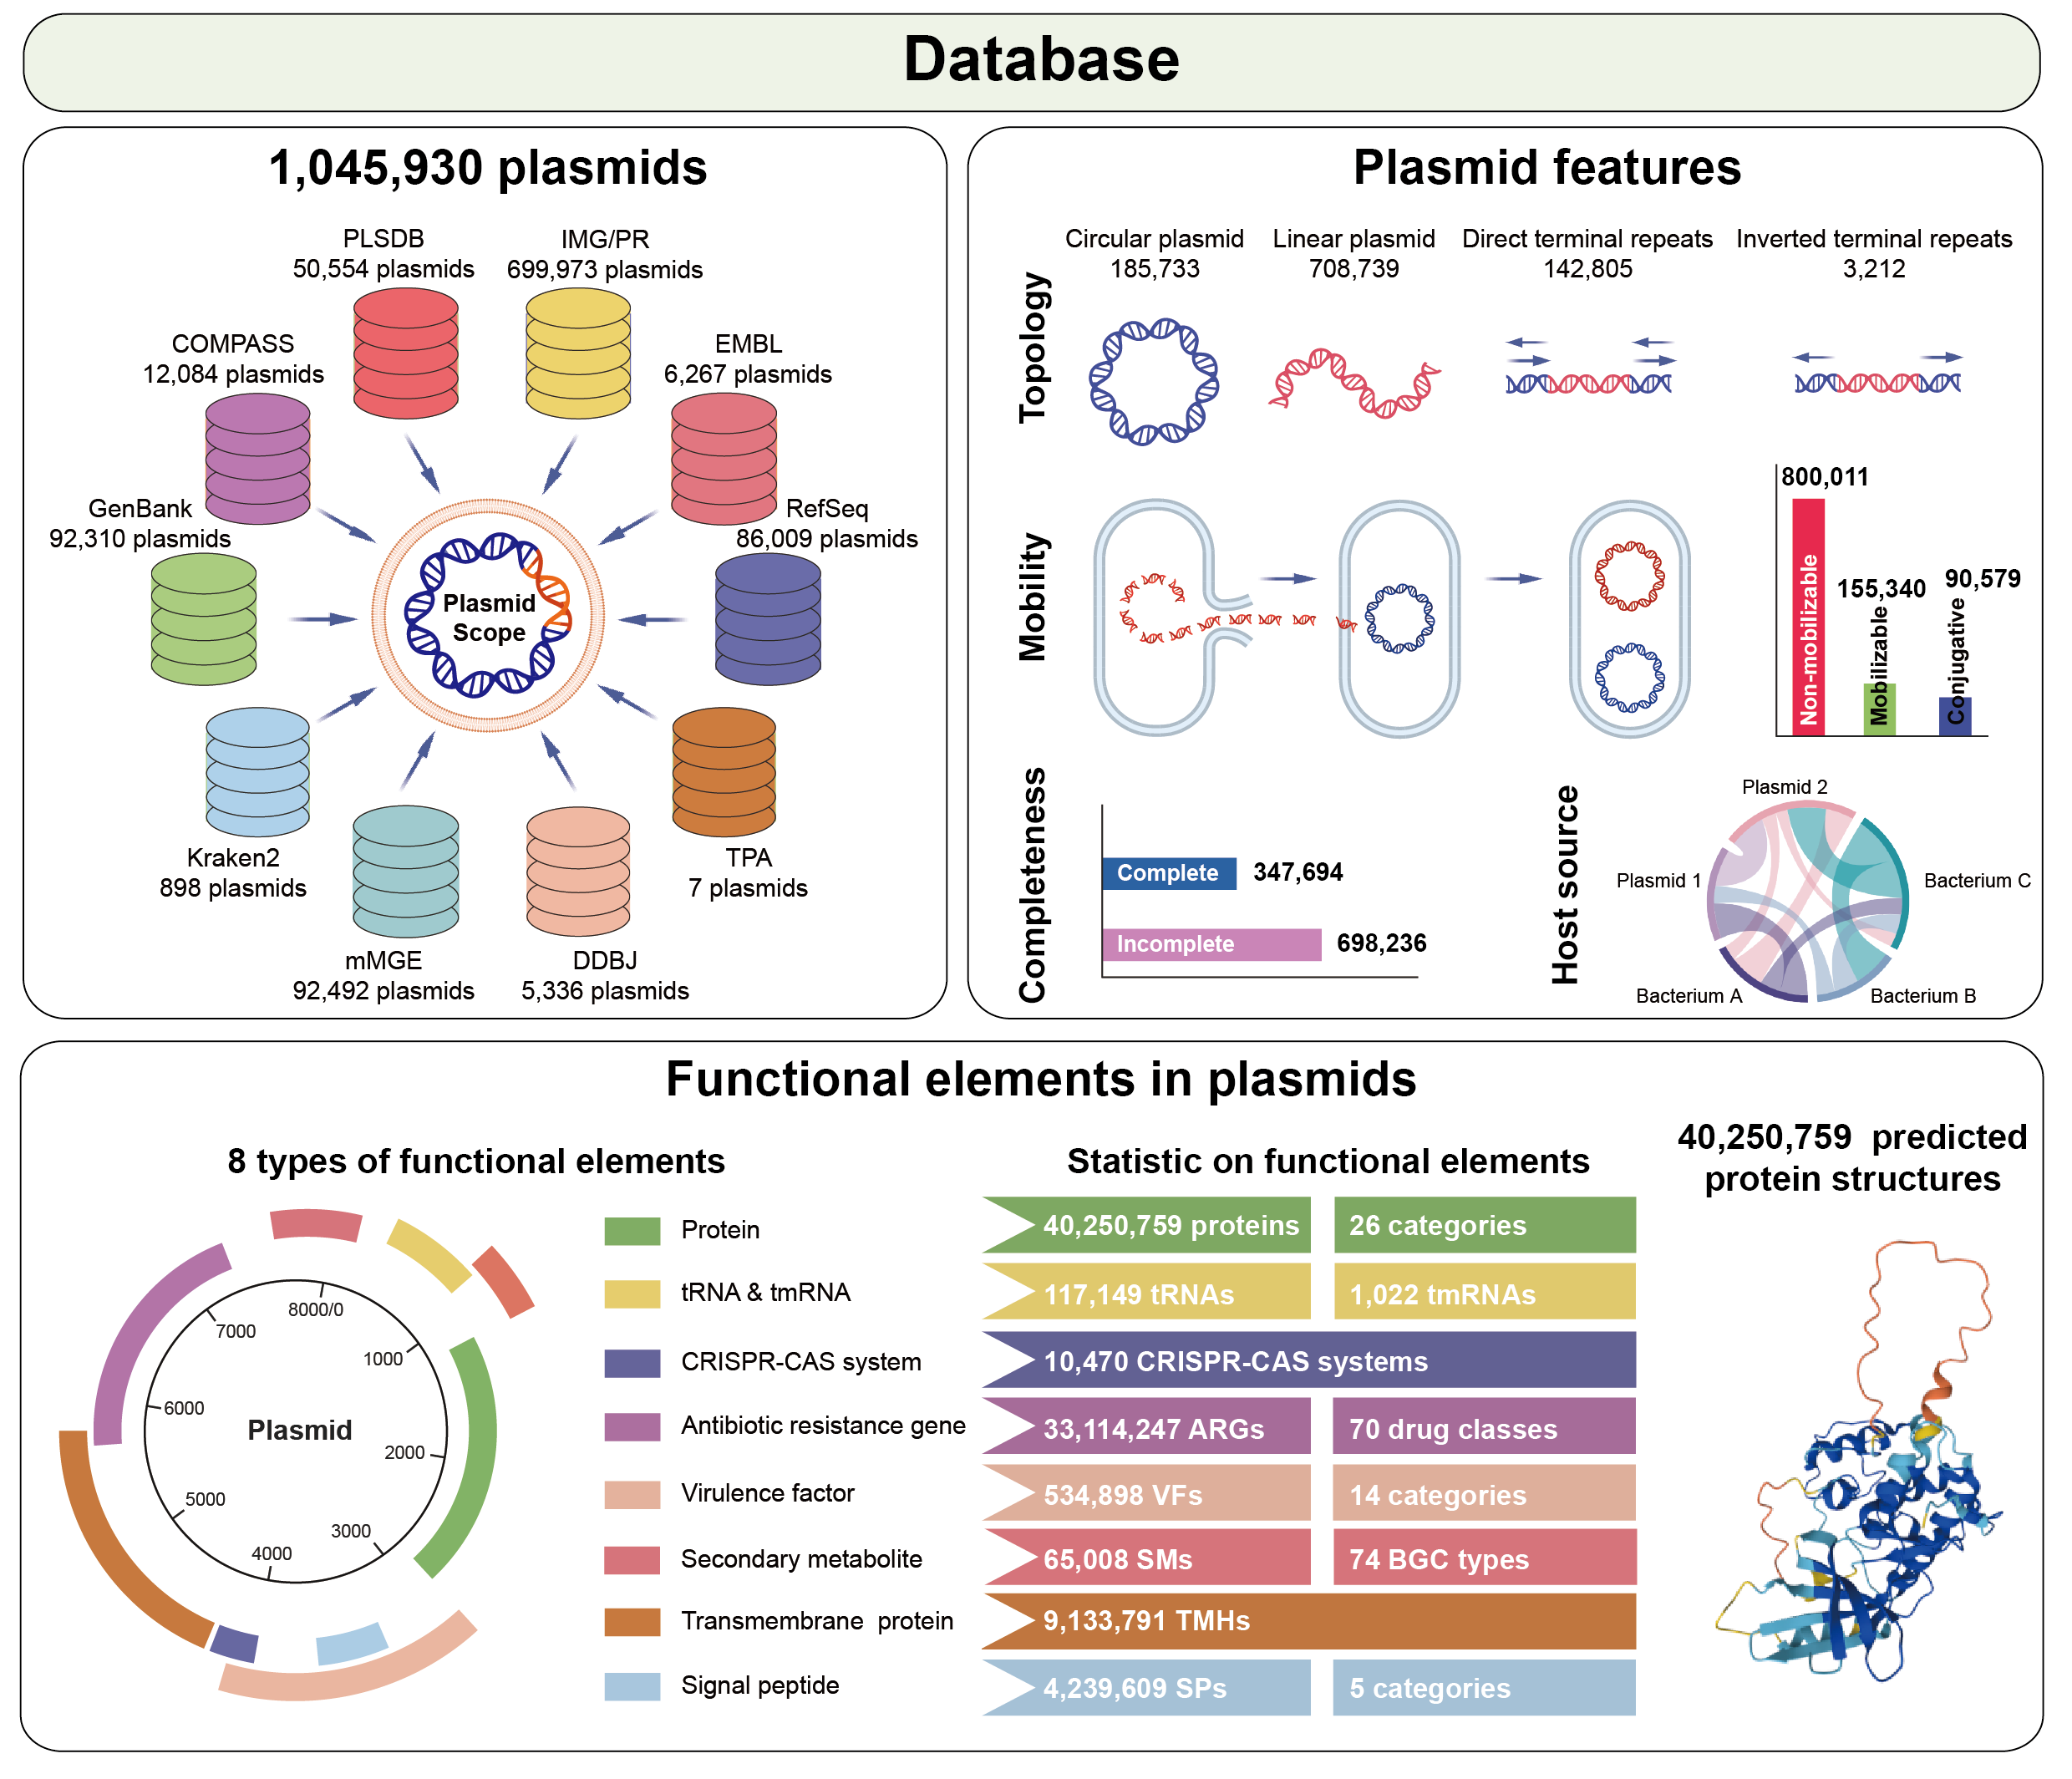 Database
1,045,930 plasmids
PLSDB
50,554 plasmids
IMG/PR
699,973 plasmids
COMPASS
12,084 plasmids
EMBL
6,267 plasmids
GenBank
92,310 plasmids
RefSeq
86,009 plasmids
Plasmid
Scope
Kraken2
898 plasmids
TPA
7 plasmids
mMGE
92,492 plasmids
DDBJ
5,336 plasmids
Plasmid features
Topology
Circular plasmid
185,733
Linear plasmid
708,739
Direct terminal repeats
142,805
Inverted terminal repeats
3,212
Mobility
800,011
Non-mobilizable
155,340
Mobilizable
90,579
Conjugative
Completeness
Complete
347,694
Incomplete
698,236
Host source
Plasmid 2
Plasmid 1
Bacterium C
Bacterium A
Bacterium B
Functional elements in plasmids
8 types of functional elements
8000/0
1000
2000
3000
4000
5000
6000
7000
Plasmid
Protein
tRNA & tmRNA
CRISPR-CAS system
Antibiotic resistance gene
Virulence factor
Secondary metabolite
Transmembrane protein
Signal peptide
Statistic on functional elements
40,250,759 proteins
26 categories
117,149 tRNAs
1,022 tmRNAs
10,470 CRISPR-CAS systems
33,114,247 ARGs
70 drug classes
534,898 VFs
14 categories
65,008 SMs
74 BGC types
9,133,791 TMHs
4,239,609 SPs
5 categories
40,250,759 predicted
protein structures